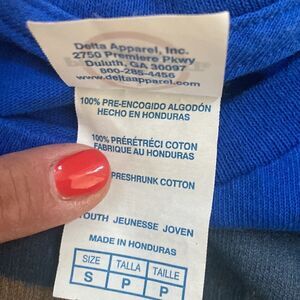 Delta Apparel, Inc.
2750 Premiere Pkwy
Duluth, GA 30097
800-285-4456
www.deltaapparel.com
100% PRE-ENCOGIDO ALGODÓN
HECHO EN HONDURAS
100% PRÉRÉTRÉCI COTON
FABRIQUE AU HONDURAS
PRESHRUNK COTTON
YOUTH JEUNESSE JOVEN
MADE IN HONDURAS
SIZE TALLA TAILLE
S P P